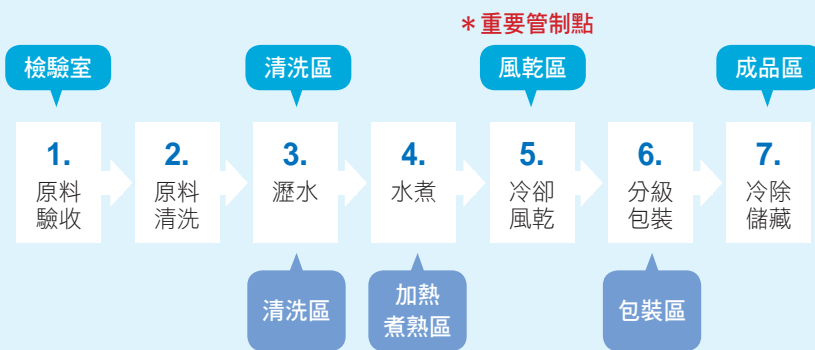 ＊重要管制點
檢驗室
清洗區
風乾區
成品區
1.
原料
驗收
2.
原料
清洗
3.
瀝水
4.
水煮
5.
冷卻
風乾
6.
分級
包裝
7.
冷除
儲藏
清洗區
加熱
煮熟區
包裝區